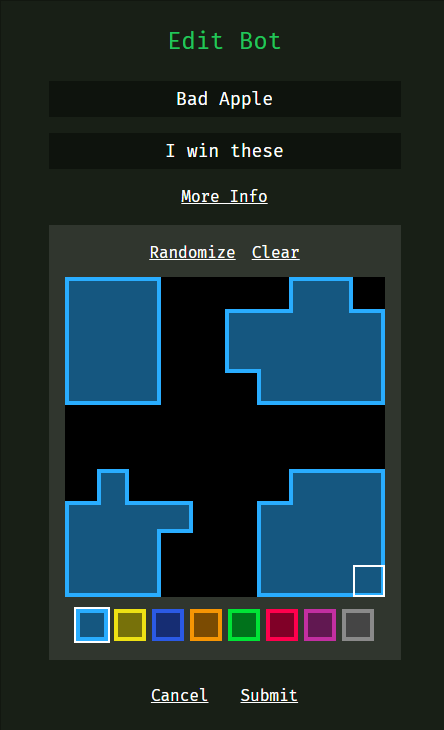 Edit Bot
Bad Apple
I win these
More Info
Randomize Clear
Cancel Submit